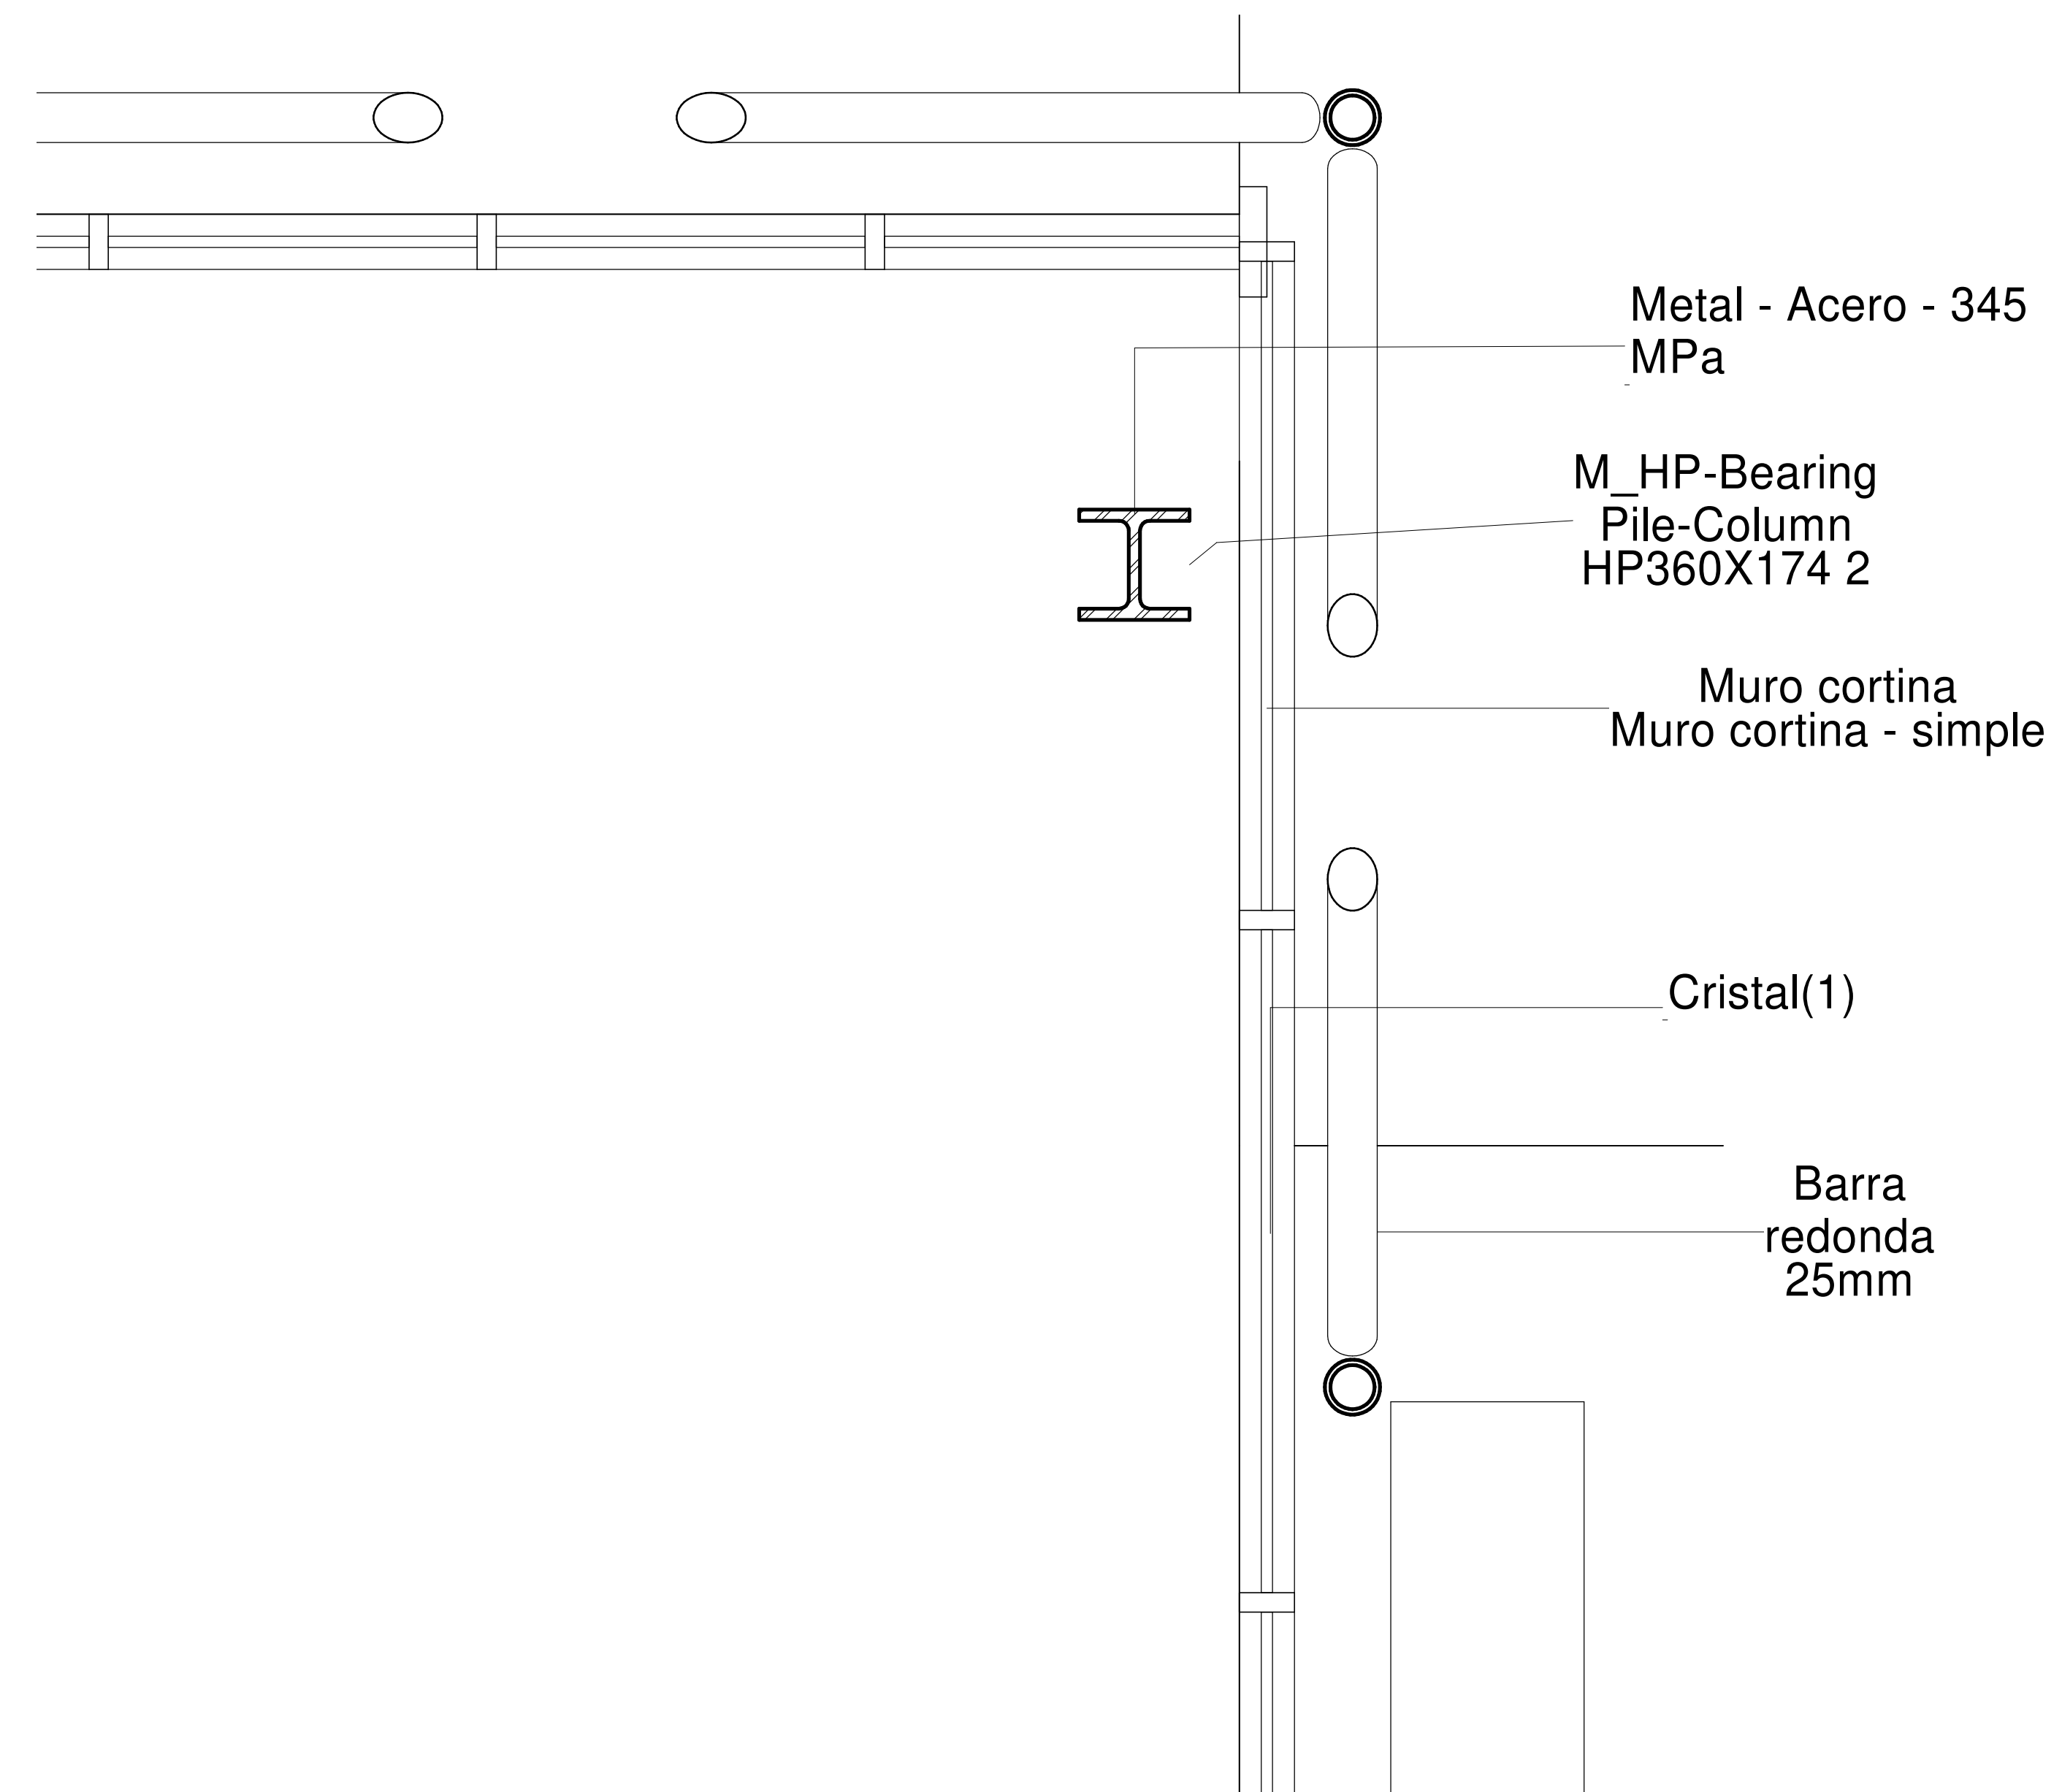 Metal - Acero - 345
MPa
M_HP-Bearing
Pile-Column
HP360X174 2
Muro cortina
Muro cortina - simple
Cristal(1)
Barra
redonda
25mm